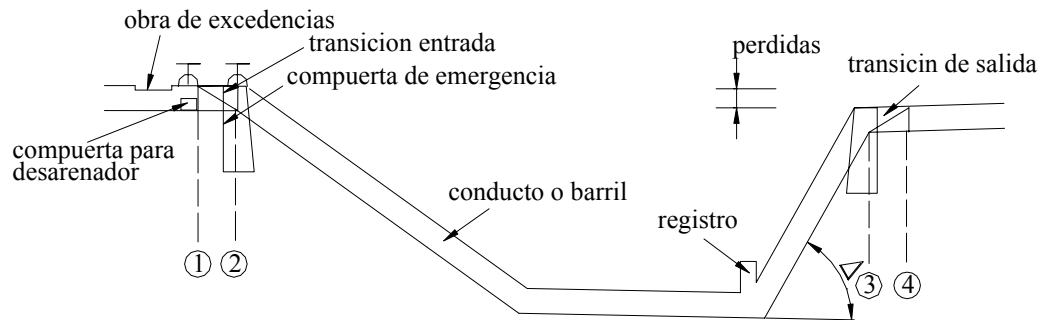 obra de excedencias
transicion entrada
compuerta de emergencia
perdidas
transicin de salida
compuerta para
desarenador
conducto o barril
registro
1
2
3
4